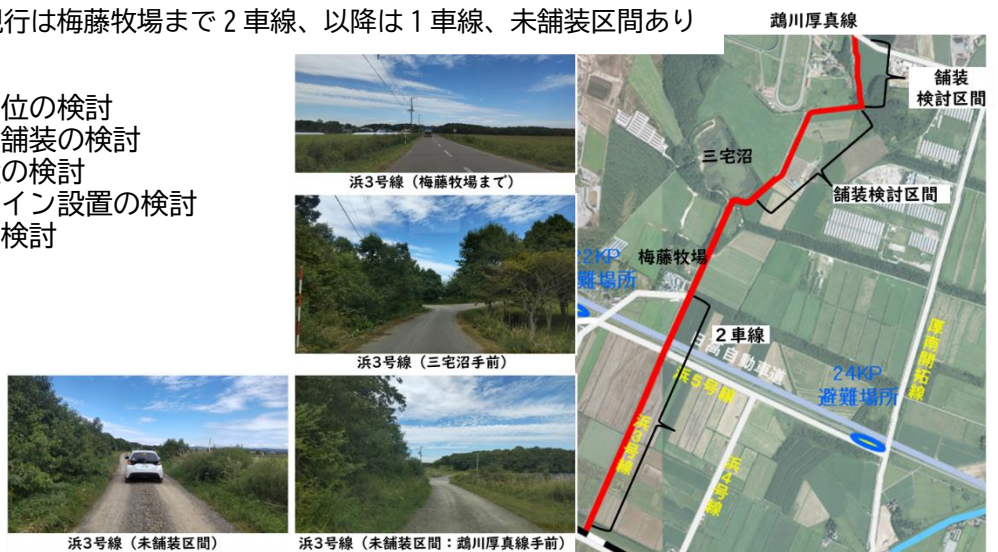 行は梅藤牧場まで２車線、以降は１車線、未舗装区間あり
位の検討
舗装の検討
の検討
イン設置の検討
検討
浜3号線（梅藤牧場まで）
浜3号線（三宅沼手前）
浜3号線（未舗装区間）
浜3号線（未舗装区間：鵡川厚真線手前）
鵡川厚真線
舗装
検討区間
三宅沼
舗装検討区間
梅藤牧場
22KP
難場所
２車線
日高自動車道
浜5号線
24KP
避難場所
厚南開拓線
浜3号線
浜4号線